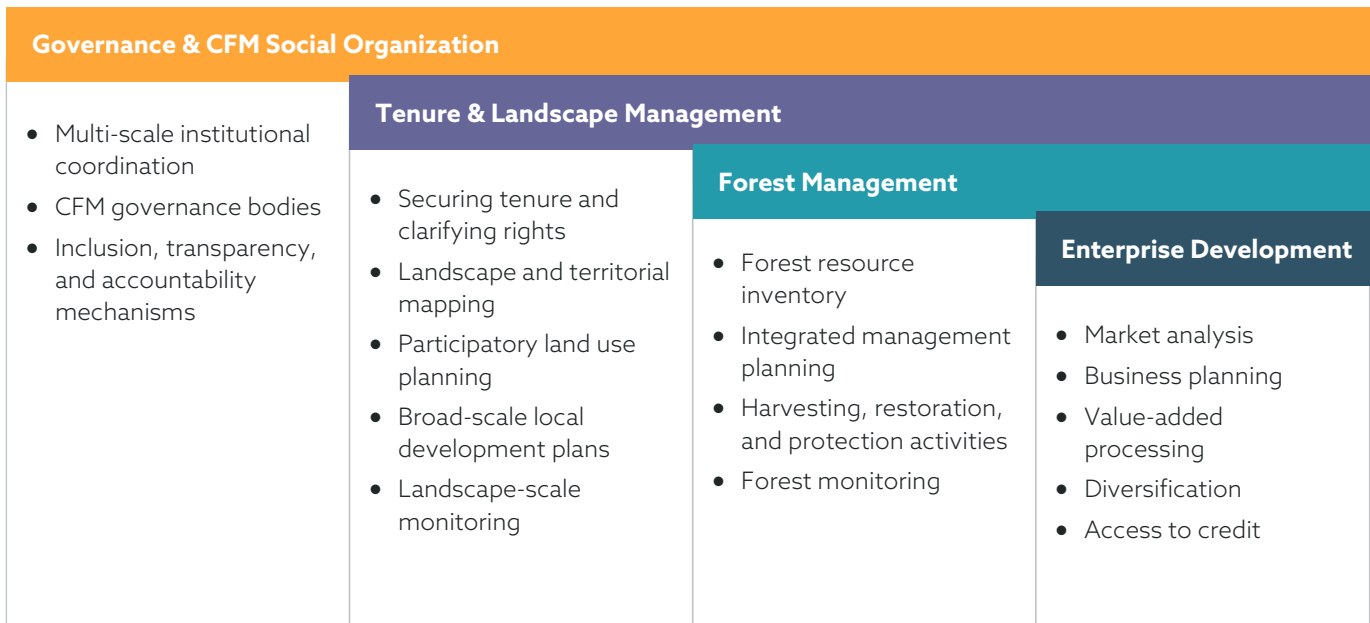 Governance & CFM Social Organization
• Multi-scale institutional
coordination
• CFM governance bodies
• Inclusion, transparency,
and accountability
mechanisms
Tenure & Landscape Management
• Securing tenure and
clarifying rights
• Landscape and territorial
mapping
• Participatory land use
planning
• Broad-scale local
development plans
• Landscape-scale
monitoring
Forest Management
• Forest resource
inventory
• Integrated management
planning
• Harvesting, restoration,
and protection activities
• Forest monitoring
Enterprise Development
• Market analysis
• Business planning
• Value-added
processing
• Diversification
• Access to credit